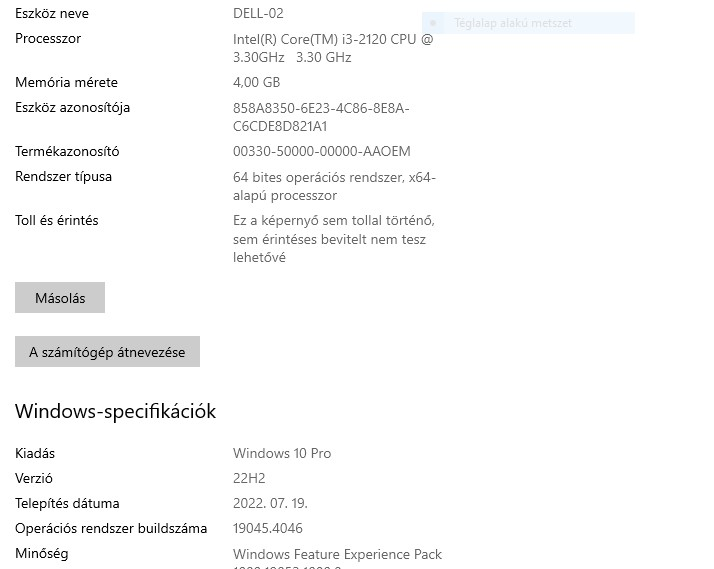 Eszköz neve DELL-02
Téglalap alakú metszet
Processzor Intel(R) Core(TM) i3-2120 CPU @
3.30GHz 3.30 GHz
Memória mérete 4,00 GB
Eszköz azonosítója 858A8350-6E23-4C86-8E8A-
C6CDE8D821A1
Termékazonosító 00330-50000-00000-AAOEM
Rendszer típusa 64 bites operációs rendszer, x64-
alapú processzor
Toll és érintés Ez a képernyő sem tollal történő,
sem érintéses bevitelt nem tesz
lehetővé
Másolás
A számítógép átnevezése
Windows-specifikációk
Kiadás Windows 10 Pro
Verzió 22H2
Telepítés dátuma 2022. 07. 19.
Operációs rendszer buildszáma 19045.4046
Minőség Windows Feature Experience Pack